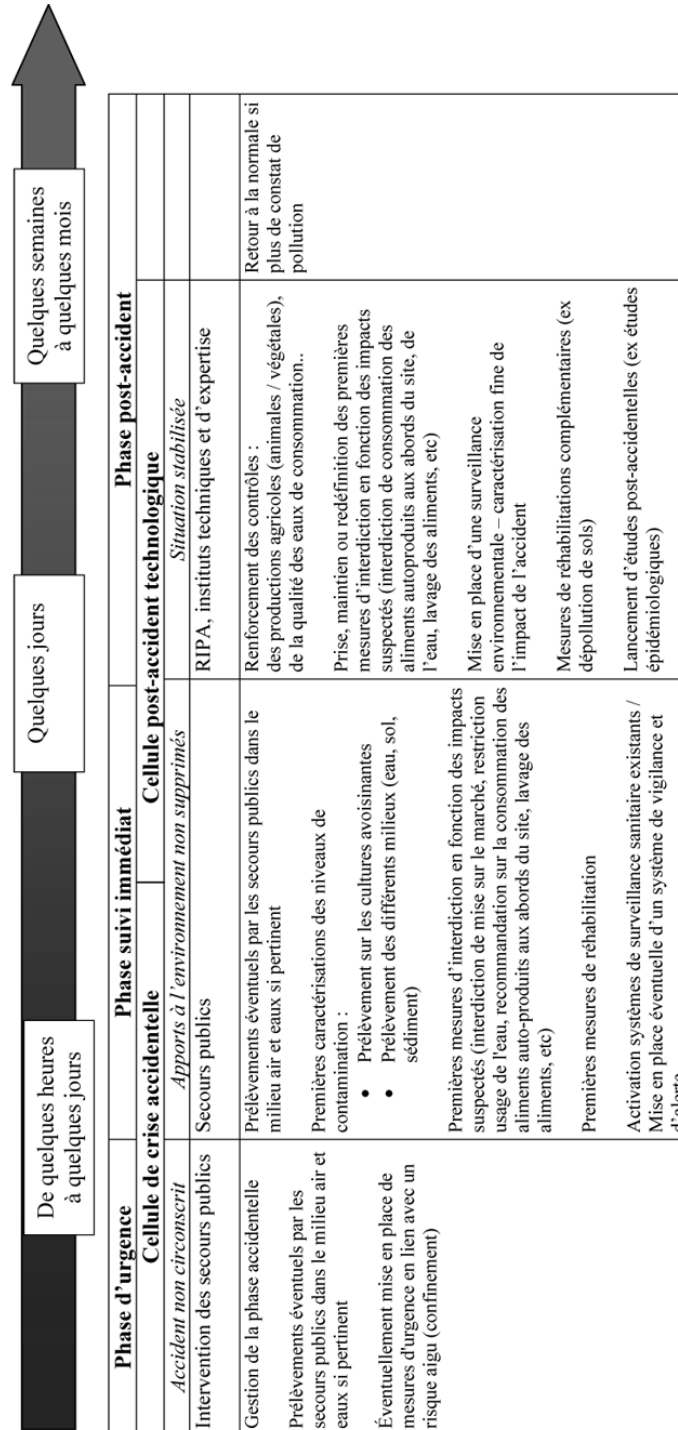 De quelques heures
à quelques jours
Quelques jours
Quelques semaines
à quelques mois
Phase d’urgence
Phase suivi immédiat
Phase post-accident
Cellule de crise accidentelle
Cellule post-accident technologique
Accident non circonscrit
Apports à l’environnement non supprimés
Situation stabilisée
Intervention des secours publics
Secours publics
RIPA, instituts techniques et d’expertise
Gestion de la phase accidentelle
Prélèvements éventuels par les
secours publics dans le milieu air et
eaux si pertinent
Éventuellement mise en place de
mesures d'urgence en lien avec un
risque aigu (confinement)
Prélèvements éventuels par les secours publics dans le
milieu air et eaux si pertinent
Premières caractérisations des niveaux de
contamination :
• Prélèvement sur les cultures avoisinantes
• Prélèvement des différents milieu (eau, sol,
sédiment)
Premières mesures d’interdiction en fonction des impacts
suspectés (interdiction de mise sur le marché, restriction
usage de l'eau, recommandation sur la consommation des
aliments auto-produits aux abords du site, lavage des
aliments, etc)
Premières mesures de réhabilitation
Activation systèmes de surveillance sanitaire existants /
Mise en place éventuelle d’un système de vigilance et
d’alerte
Renforcement des contrôles :
des productions agricoles (animales / végétales),
de la qualité des eaux de consommation..
Prise, maintien ou redéfinition des premières
mesures d’interdiction en fonction des impacts
suspectés (interdiction de consommation des
aliments autoproduits aux abords du site, de
l’eau, lavage des aliments, etc)
Mise en place d’une surveillance
environnementale – caractérisation fine de
l’impact de l’accident
Mesures de réhabilitations complémentaires (ex
dépollution de sols)
Lancement d’études post-accidentelles (ex études
épidémiologiques)
Retour à la normale si
plus de constat de
pollution